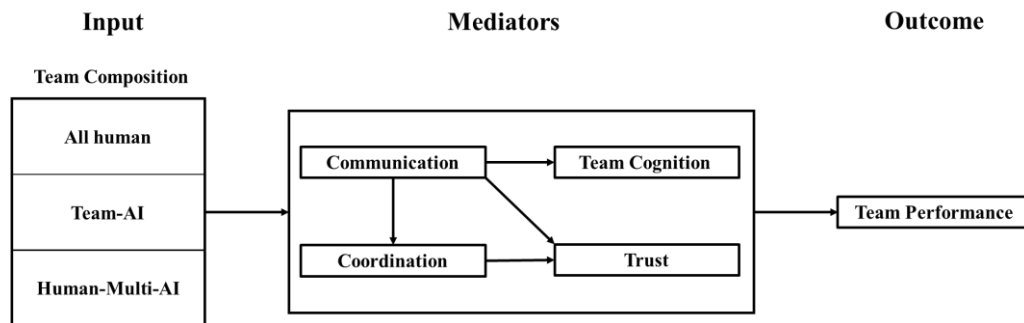 Input
Mediators
Outcome
Team Composition
All human
Team-AI
Human-Multi-AI
Communication
Team Cognition
Coordination
Trust
Team Performance